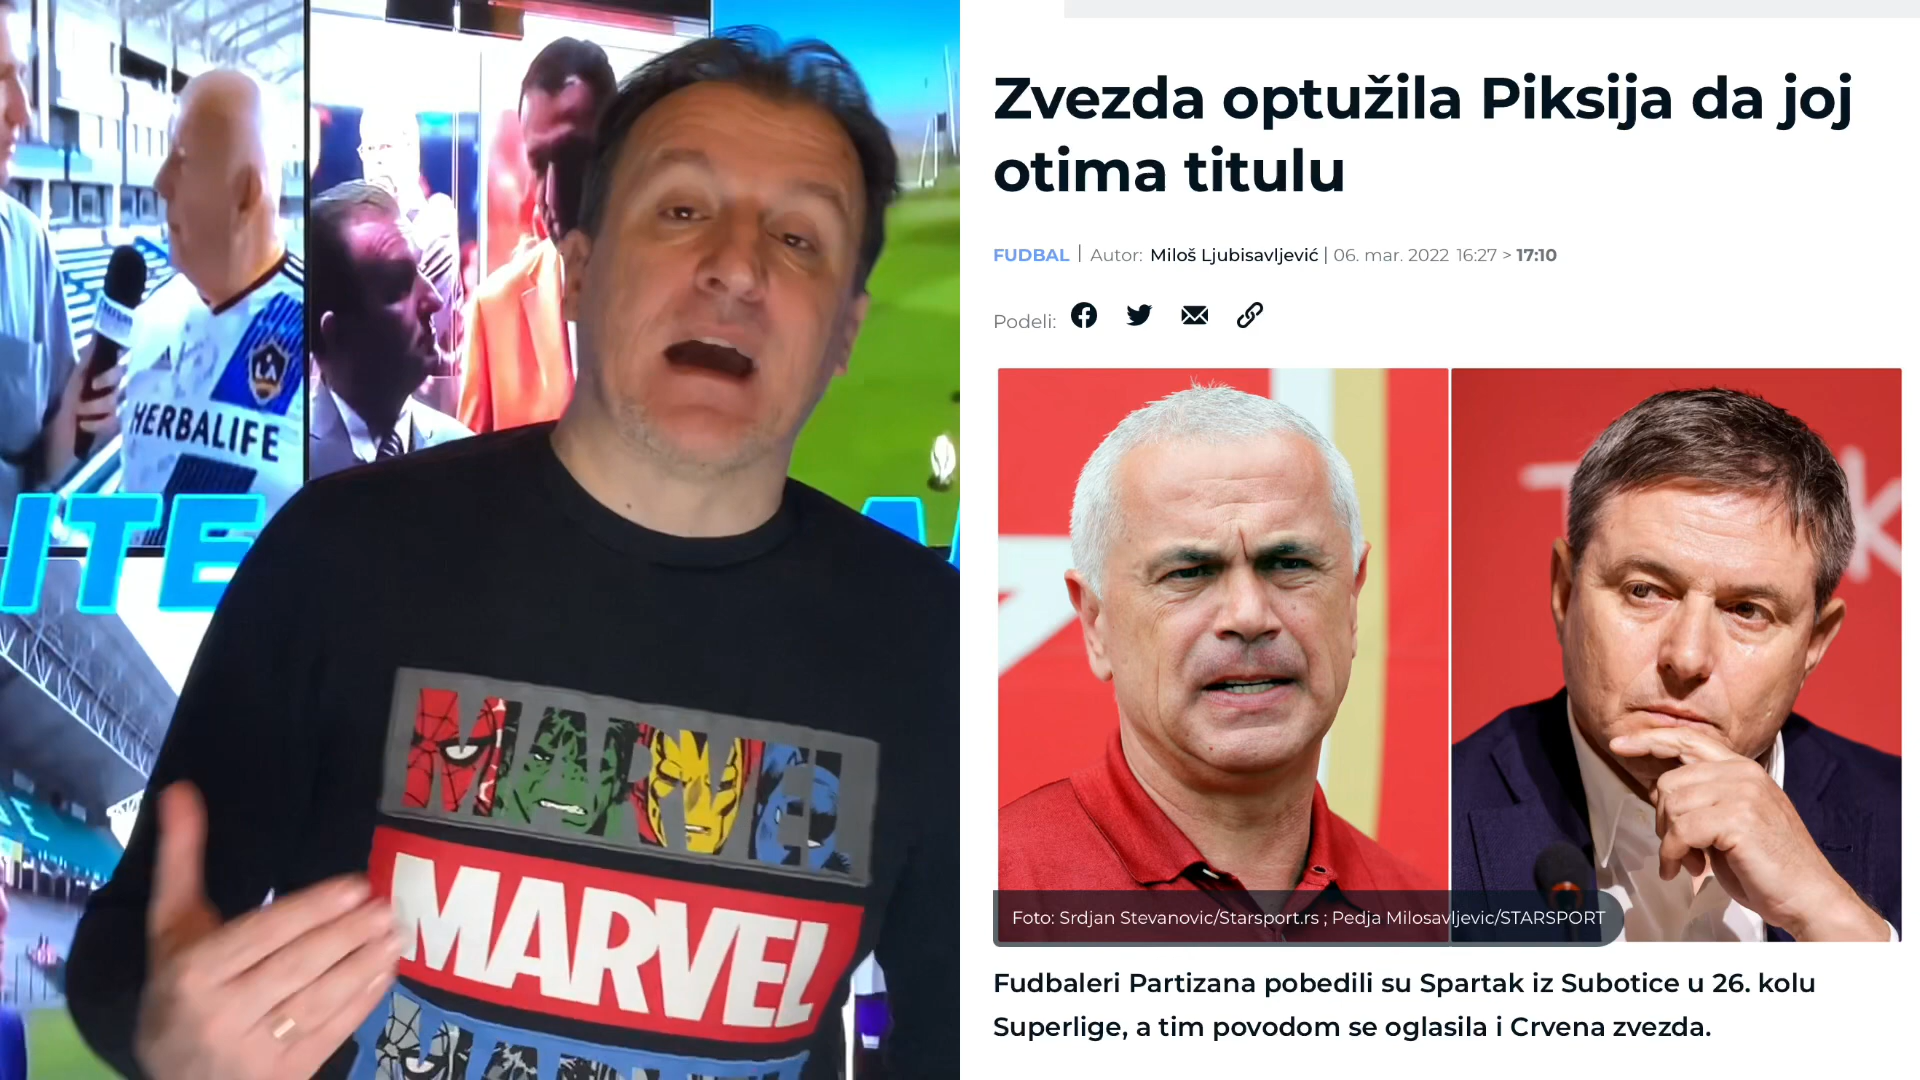 HERBALIFE
LA
ITE
MARVEL
MARVEL
Zvezda optužila Piksija da joj
otima titulu
FUDBAL | Autor: Miloš Ljubisavljević | 06. mar. 2022 16:27 > 17:10
Podeli:
Foto: Srdjan Stevanovic/Starsport.rs ; Pedja Milosavljevic/STARSPORT
Fudbaleri Partizana pobedili su Spartak iz Subotice u 26. kolu
Superlige, a tim povodom se oglasila i Crvena zvezda.